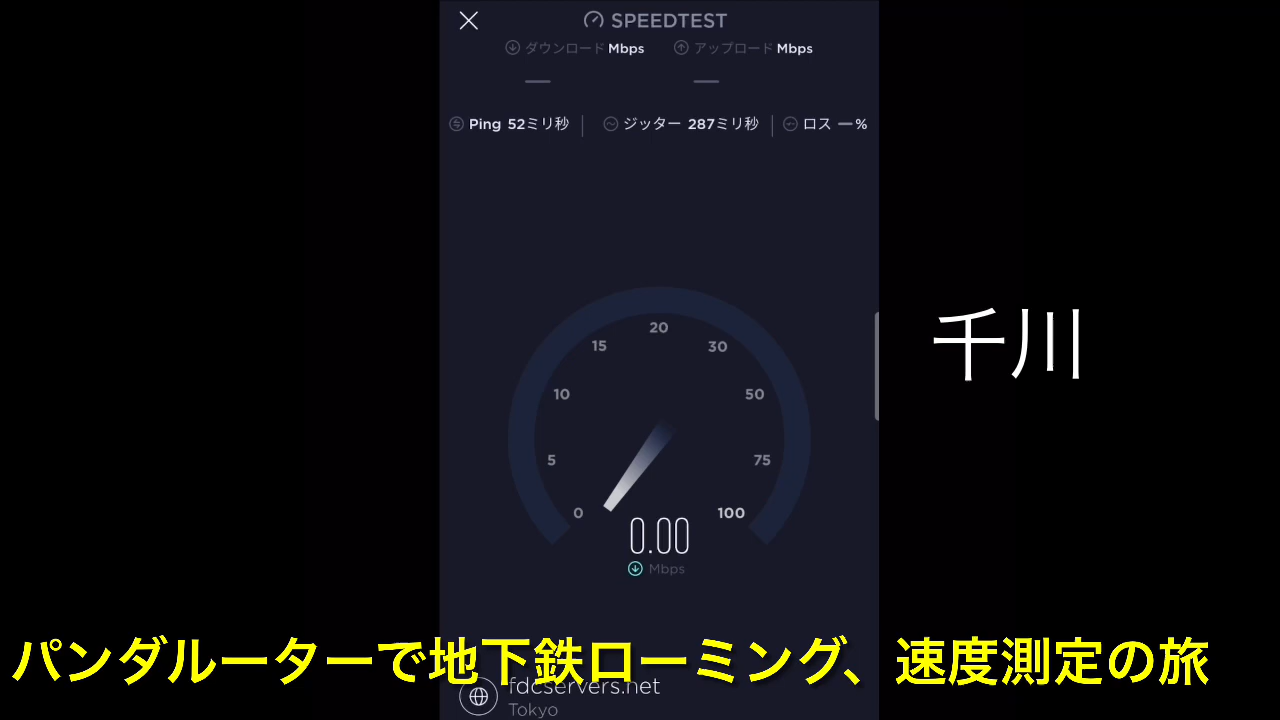 SPEEDTEST
ダウンロード Mbps アップロード Mbps
— —
Ping 52ミリ秒 ジッター 287ミリ秒 ロス —%
20
15 30
10 50
5 75
0 100
0.00
Mbps
千川
パンダルーターで地下鉄ローミング、速度測定の旅
fdcservers.net
Tokyo